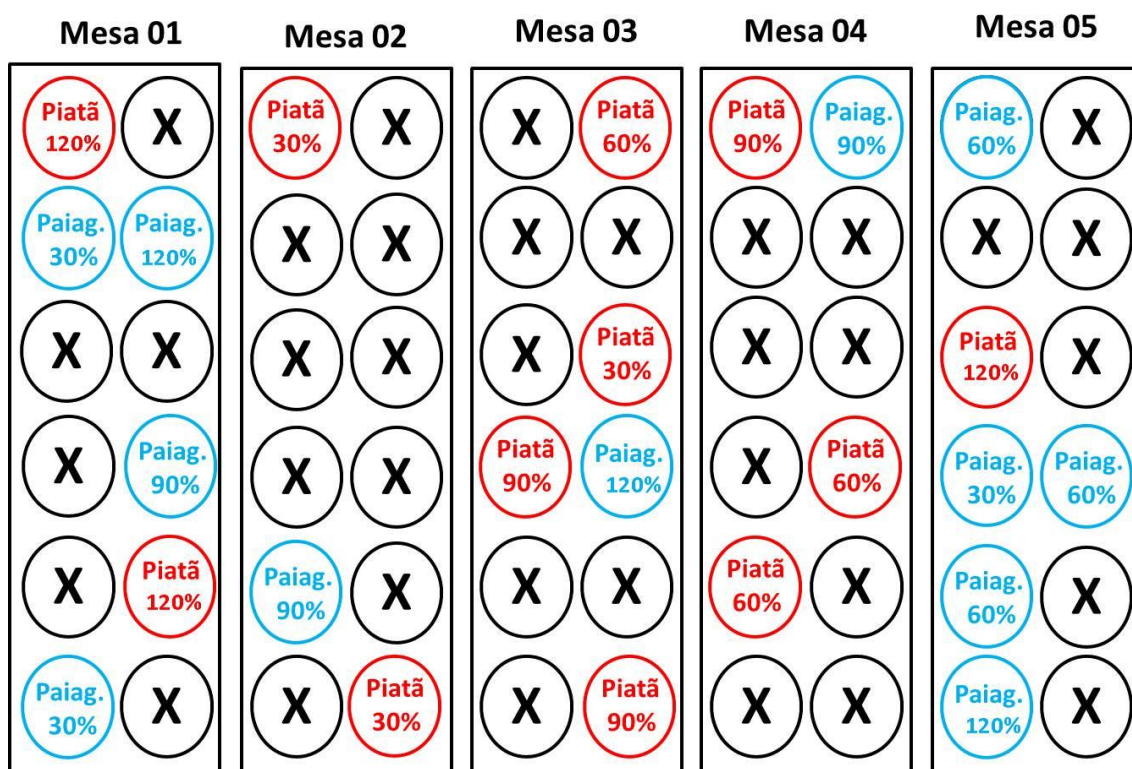 Mesa 01
Piatã
120%
X
Paiag.
30%
Paiag.
120%
X
X
X
Paiag.
90%
X
Piatã
120%
Paiag.
30%
X
Mesa 02
Piatã
30%
X
X
X
X
X
X
X
Paiag.
90%
X
X
Piatã
30%
Mesa 03
X
Piatã
60%
X
X
X
Piatã
30%
Piatã
90%
Paiag.
120%
X
X
X
Piatã
90%
Mesa 04
Piatã
90%
Paiag.
90%
X
X
X
X
X
Piatã
60%
Piatã
60%
X
X
X
Mesa 05
Paiag.
60%
X
X
X
Piatã
120%
X
Paiag.
30%
Paiag.
60%
Paiag.
60%
X
Paiag.
120%
X